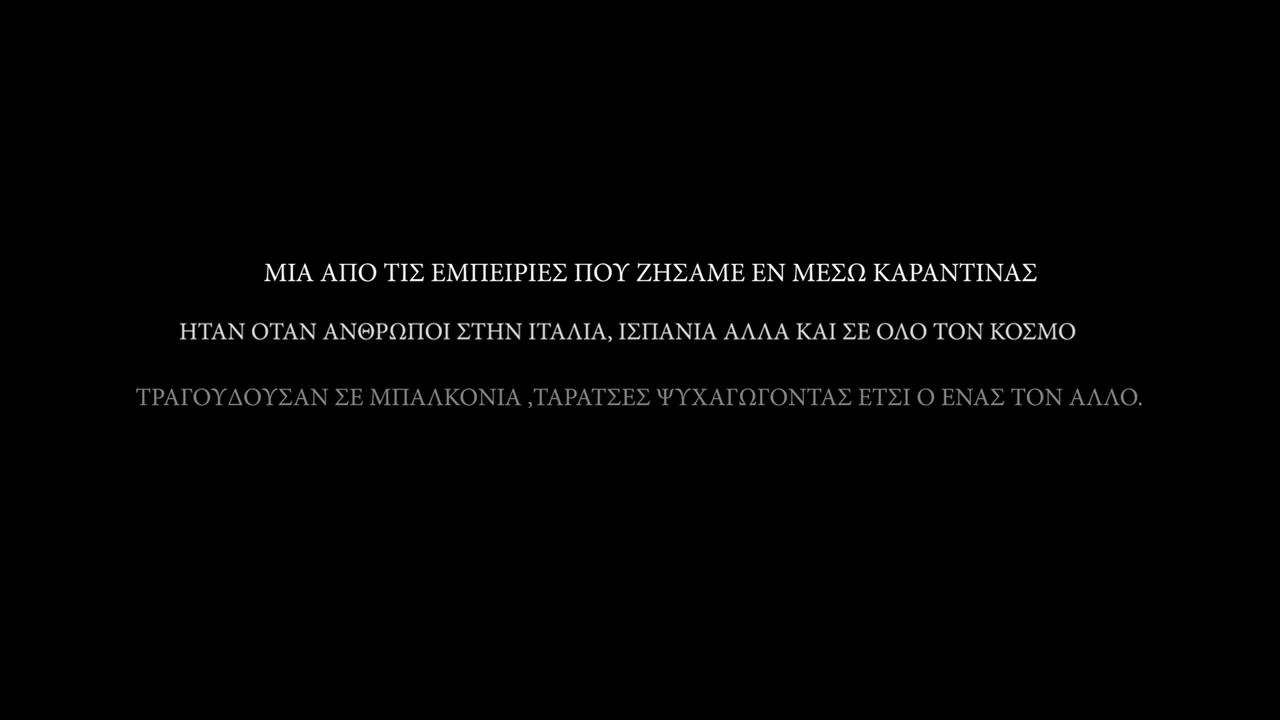 ΜΙΑ ΑΠΟ ΤΙΣ ΕΜΠΕΙΡΙΕΣ ΠΟΥ ΖΗΣΑΜΕ ΕΝ ΜΕΣΩ ΚΑΡΑΝΤΙΝΑΣ
ΗΤΑΝ ΟΤΑΝ ΑΝΘΡΩΠΟΙ ΣΤΗΝ ΙΤΑΛΙΑ, ΙΣΠΑΝΙΑ ΑΛΛΑ ΚΑΙ ΣΕ ΟΛΟ ΤΟΝ ΚΟΣΜΟ
ΤΡΑΓΟΥΔΟΥΣΑΝ ΣΕ ΜΠΑΛΚΟΝΙΑ ,ΤΑΡΑΤΣΕΣ ΨΥΧΑΓΩΓΟΝΤΑΣ ΕΤΣΙ Ο ΕΝΑΣ ΤΟΝ ΑΛΛΟ.